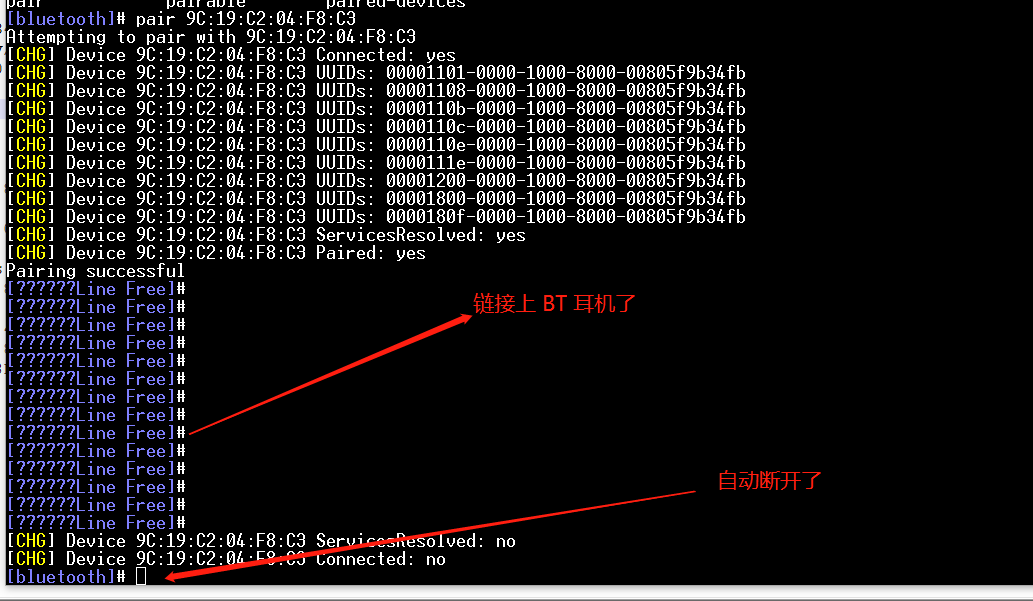 pair pairable paired-devices
[bluetooth]# pair 9C:19:C2:04:F8:C3
Attempting to pair with 9C:19:C2:04:F8:C3
[CHG] Device 9C:19:C2:04:F8:C3 Connected: yes
[CHG] Device 9C:19:C2:04:F8:C3 UUIDs: 00001101-0000-1000-8000-00805f9b34fb
[CHG] Device 9C:19:C2:04:F8:C3 UUIDs: 00001108-0000-1000-8000-00805f9b34fb
[CHG] Device 9C:19:C2:04:F8:C3 UUIDs: 0000110b-0000-1000-8000-00805f9b34fb
[CHG] Device 9C:19:C2:04:F8:C3 UUIDs: 0000110c-0000-1000-8000-00805f9b34fb
[CHG] Device 9C:19:C2:04:F8:C3 UUIDs: 0000110e-0000-1000-8000-00805f9b34fb
[CHG] Device 9C:19:C2:04:F8:C3 UUIDs: 0000111e-0000-1000-8000-00805f9b34fb
[CHG] Device 9C:19:C2:04:F8:C3 UUIDs: 00001200-0000-1000-8000-00805f9b34fb
[CHG] Device 9C:19:C2:04:F8:C3 UUIDs: 00001800-0000-1000-8000-00805f9b34fb
[CHG] Device 9C:19:C2:04:F8:C3 UUIDs: 0000180f-0000-1000-8000-00805f9b34fb
[CHG] Device 9C:19:C2:04:F8:C3 ServicesResolved: yes
[CHG] Device 9C:19:C2:04:F8:C3 Paired: yes
Pairing successful
[??????Line Free]#
[??????Line Free]#
链接上 BT 耳机了
[??????Line Free]#
[??????Line Free]#
[??????Line Free]#
[??????Line Free]#
[??????Line Free]#
[??????Line Free]#
[??????Line Free]#
[??????Line Free]#
[??????Line Free]#
[??????Line Free]#
自动断开了
[??????Line Free]#
[??????Line Free]#
[CHG] Device 9C:19:C2:04:F8:C3 ServicesResolved: no
[CHG] Device 9C:19:C2:04:F8:C3 Connected: no
[bluetooth]#